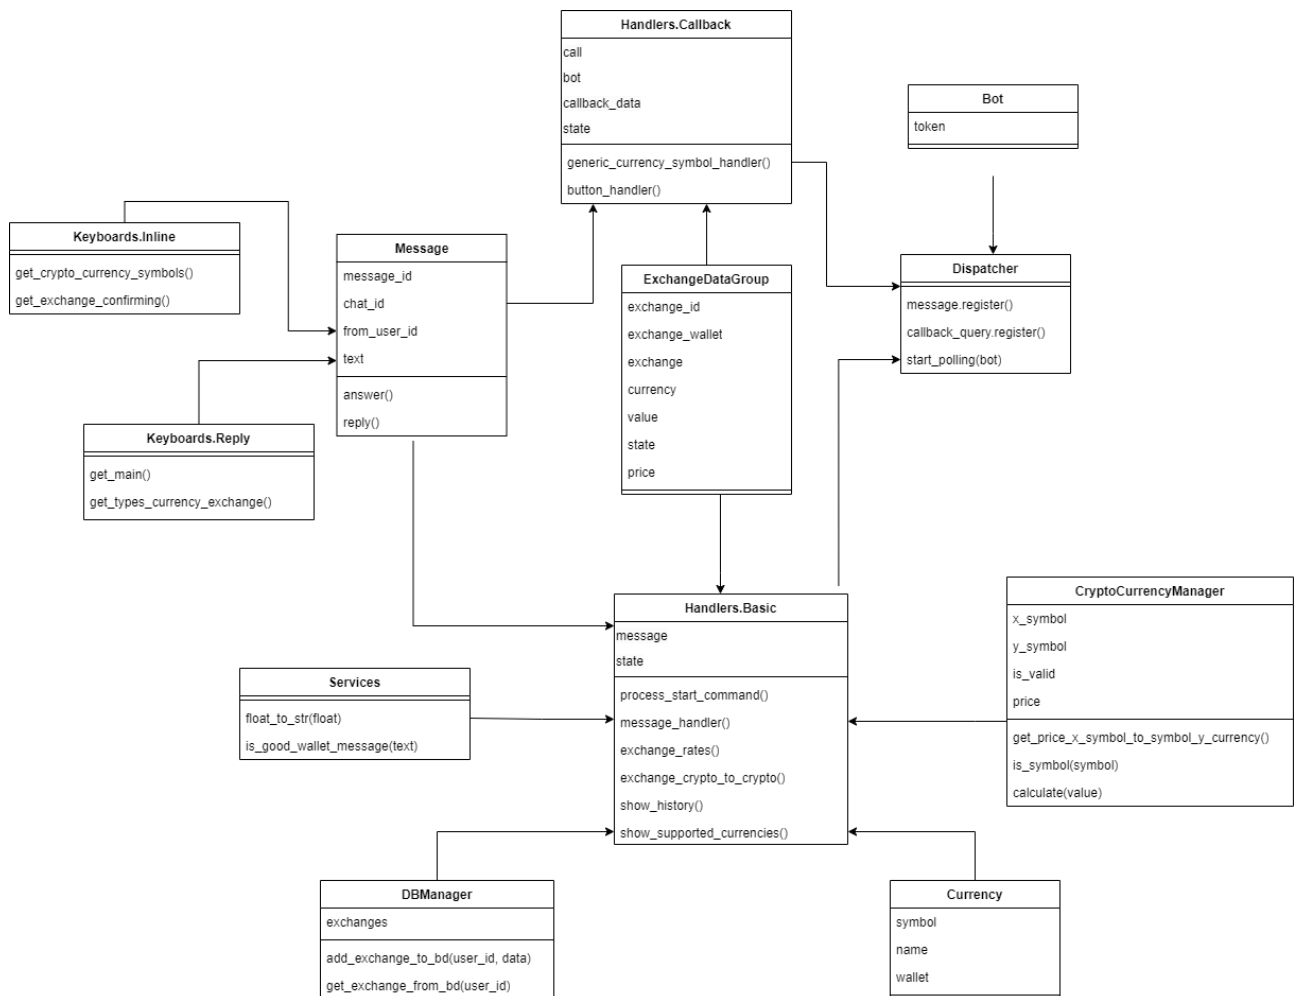 Handlers.Callback
call
bot
callback_data
state
generic_currency_symbol_handler()
button_handler()
Bot
token
Keyboards.Inline
get_crypto_currency_symbols()
get_exchange_confirming()
Message
message_id
chat_id
from_user_id
text
answer()
reply()
ExchangeDataGroup
exchange_id
exchange_wallet
exchange
currency
value
state
price
Dispatcher
message.register()
callback_query.register()
start_polling(bot)
Keyboards.Reply
get_main()
get_types_currency_exchange()
Handlers.Basic
message
state
process_start_command()
message_handler()
exchange_rates()
exchange_crypto_to_crypto()
show_history()
show_supported_currencies()
CryptoCurrencyManager
x_symbol
y_symbol
is_valid
price
get_price_x_symbol_to_symbol_y_currency()
is_symbol(symbol)
calculate(value)
Services
float_to_str(float)
is_good_wallet_message(text)
DBManager
exchanges
add_exchange_to_bd(user_id, data)
get_exchange_from_bd(user_id)
Currency
symbol
name
wallet